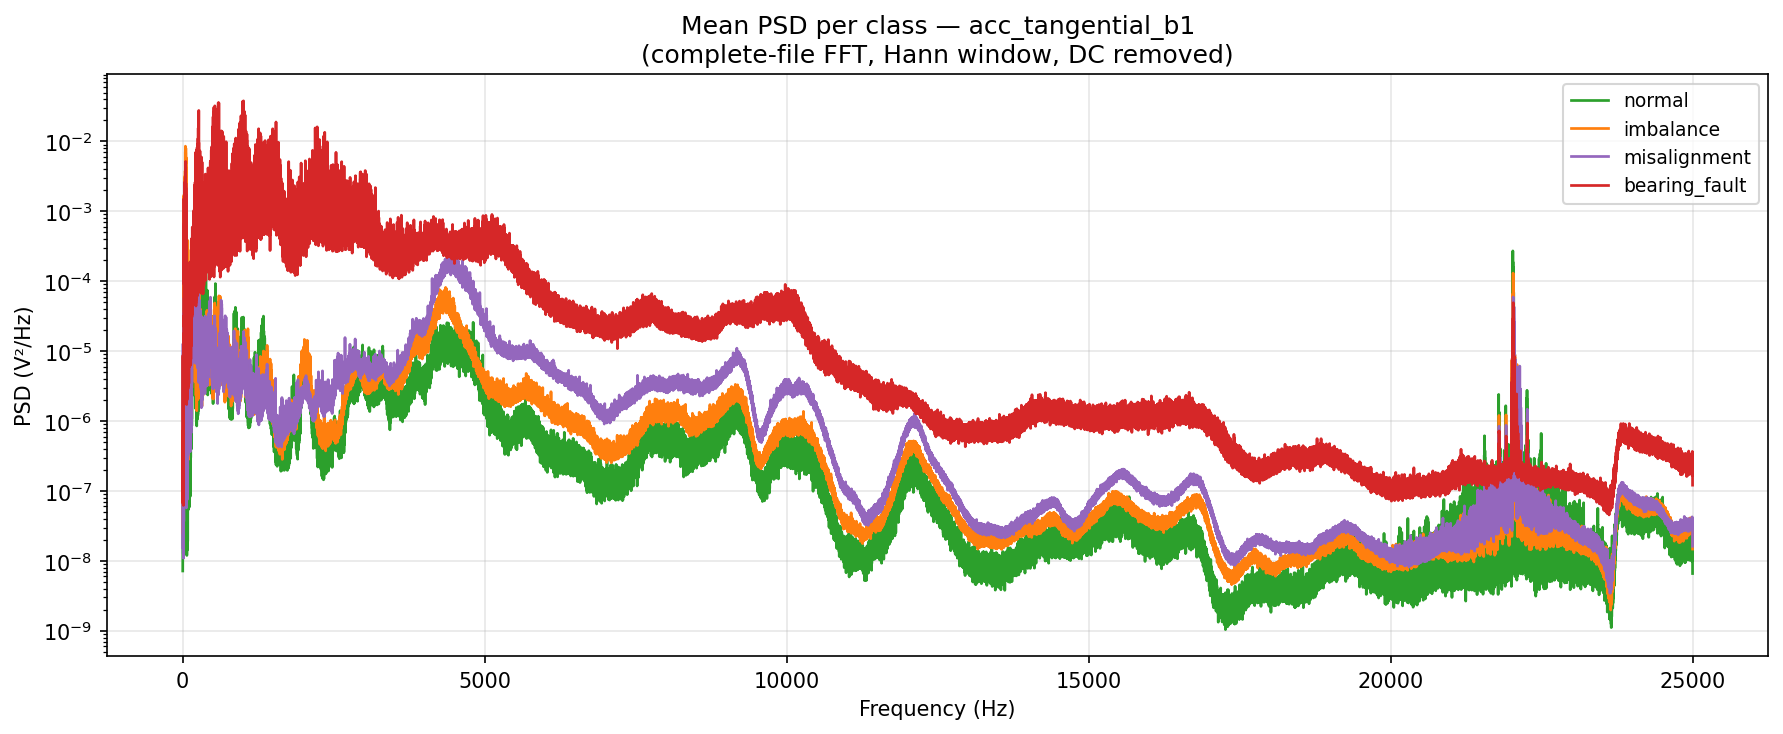 Mean PSD per class — acc_tangential_b1
(complete-file FFT, Hann window, DC removed)
PSD (V²/Hz)
10⁻²
10⁻³
10⁻⁴
10⁻⁵
10⁻⁶
10⁻⁷
10⁻⁸
10⁻⁹
normal
imbalance
misalignment
bearing_fault
0 5000 10000 15000 20000 25000
Frequency (Hz)